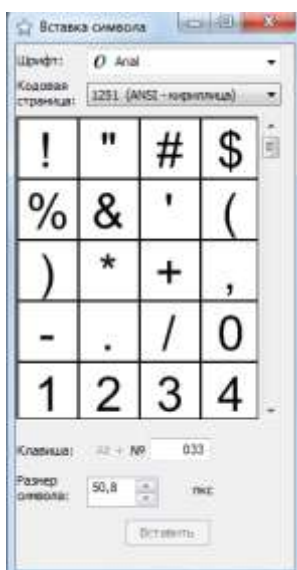 Вставка символа
Шрифт: O Arial
Кодовая страница: 1251 (ANSI - кириллица)
! " # $
% & ' (
) * + ,
- . / 0
1 2 3 4
Клавиша: Alt + № 033
Размер символа: 50,8 пкс
Вставить